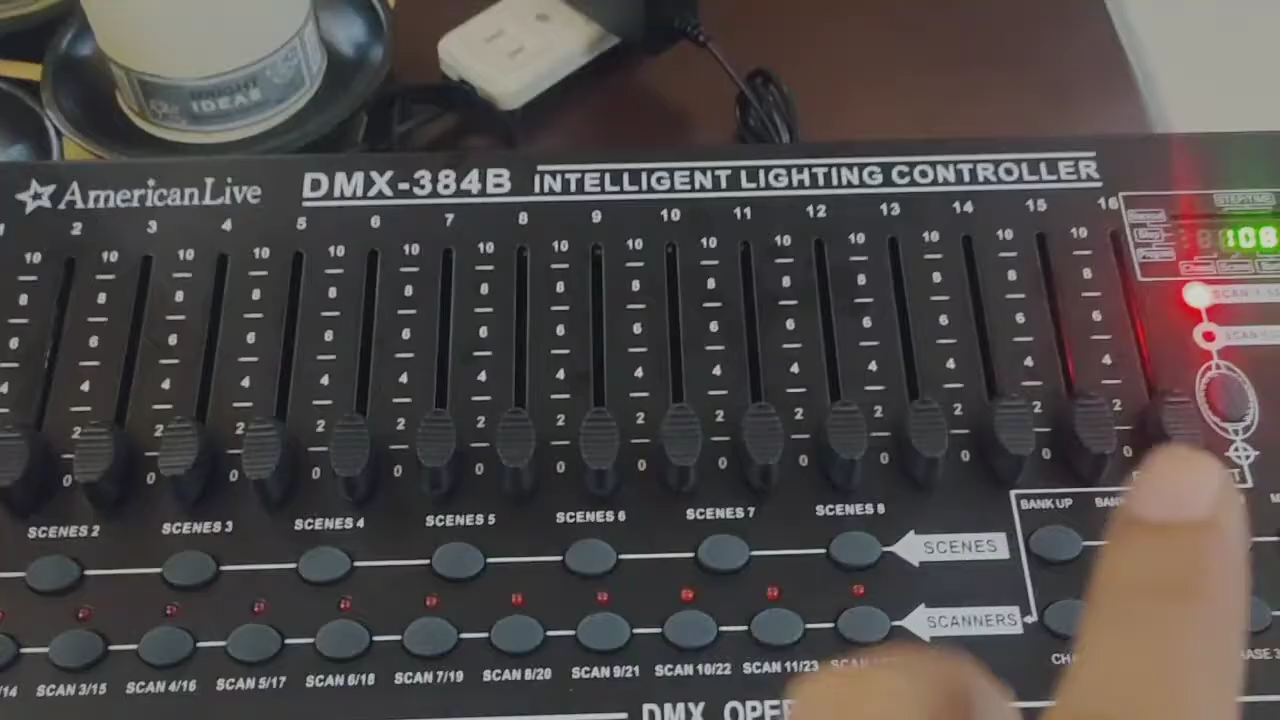 BRIGHT
IDEAS
AmericanLive DMX-384B INTELLIGENT LIGHTING CONTROLLER
1 2 3 4 5 6 7 8 9 10 11 12 13 14 15 16
10 10 10 10 10 10 10 10 10 10 10 10 10 10 10
8 8 8 8 8 8 8 8 8 8 8 8 8 8 8
6 6 6 6 6 6 6 6 6 6 6 6 6 6 6
4 4 4 4 4 4 4 4 4 4 4 4 4 4 4
2 2 2 2 2 2 2 2 2 2 2 2 2 2
0 0 0 0 0 0 0 0 0 0 0 0 0 0
108
SCENES 2 SCENES 3 SCENES 4 SCENES 5 SCENES 6 SCENES 7 SCENES 8
BANK UP
SCENES
SCANNERS
/14 SCAN 3/15 SCAN 4/16 SCAN 5/17 SCAN 6/18 SCAN 7/19 SCAN 8/20 SCAN 9/21 SCAN 10/22 SCAN 11/23
DMX OPE